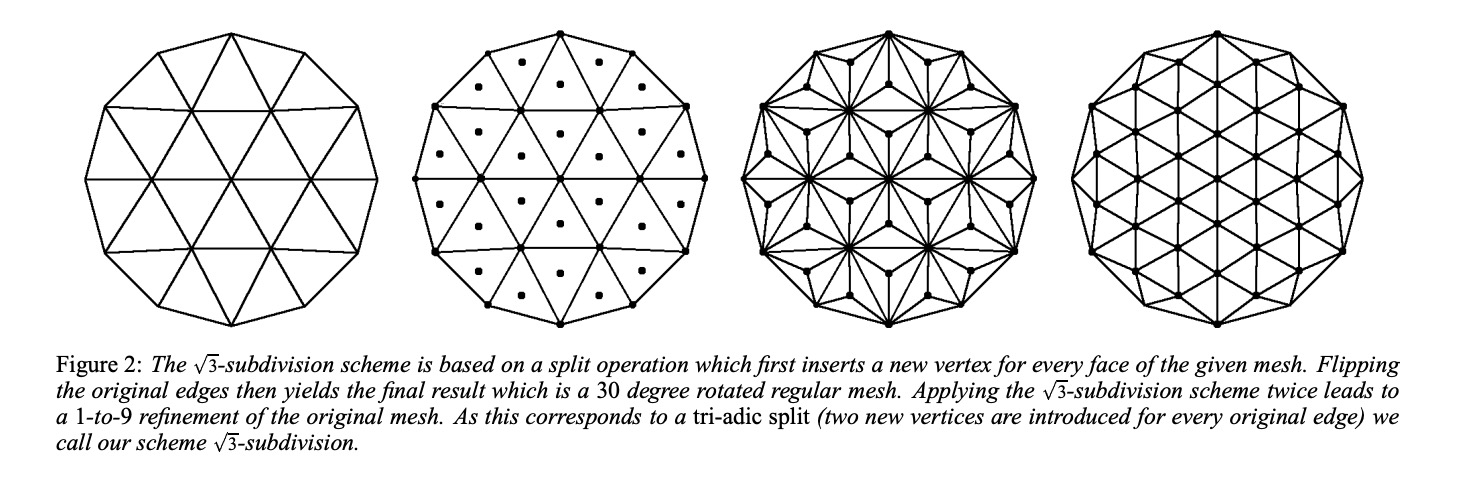 Figure 2: The √3-subdivision scheme is based on a split operation which first inserts a new vertex for every face of the given mesh. Flipping
the original edges then yields the final result which is a 30 degree rotated regular mesh. Applying the √3-subdivision scheme twice leads to
a 1-to-9 refinement of the original mesh. As this corresponds to a tri-adic split (two new vertices are introduced for every original edge) we
call our scheme √3-subdivision.